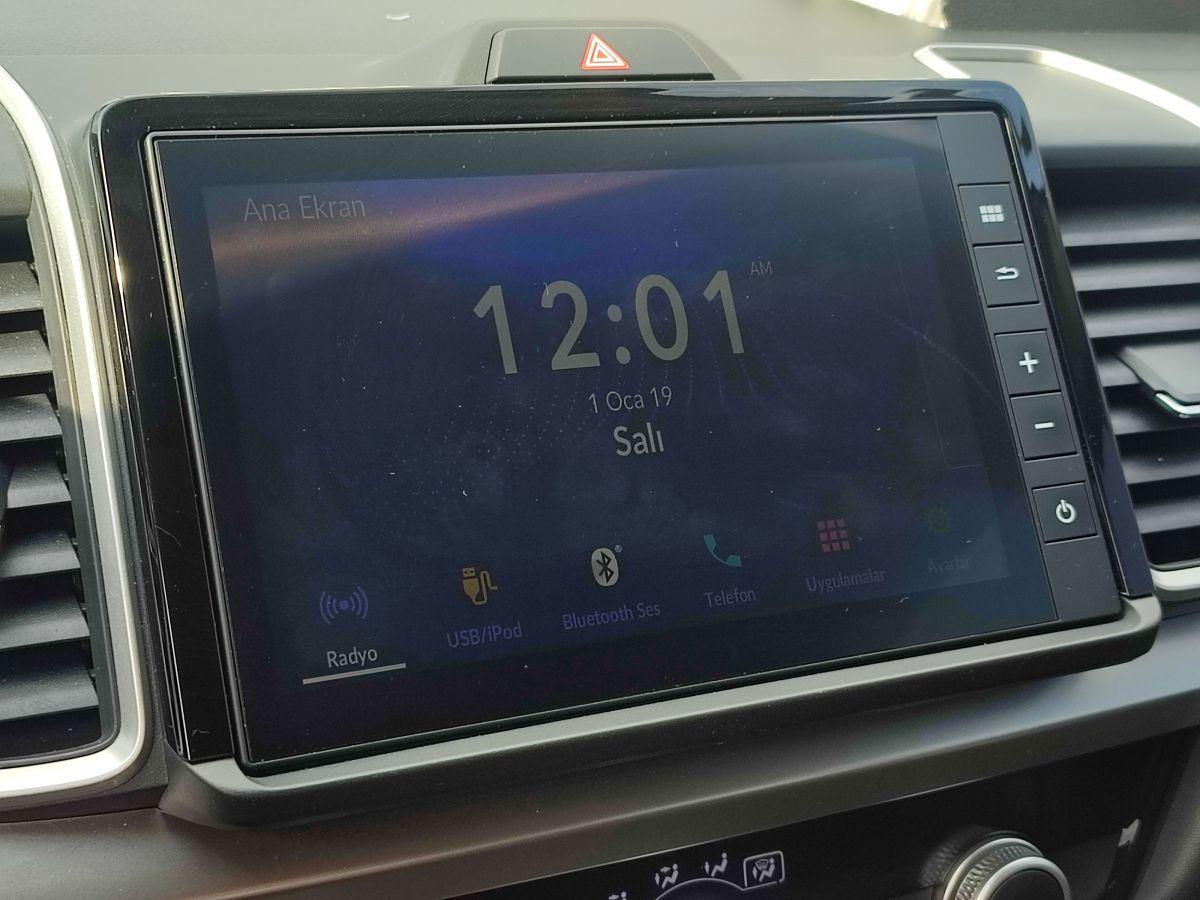 Ana Ekran
12:01 AM
1 Oca 19
Salı
Radyo
USB/iPod
Bluetooth Ses
Telefon
Uygulamalar
Ayarlar